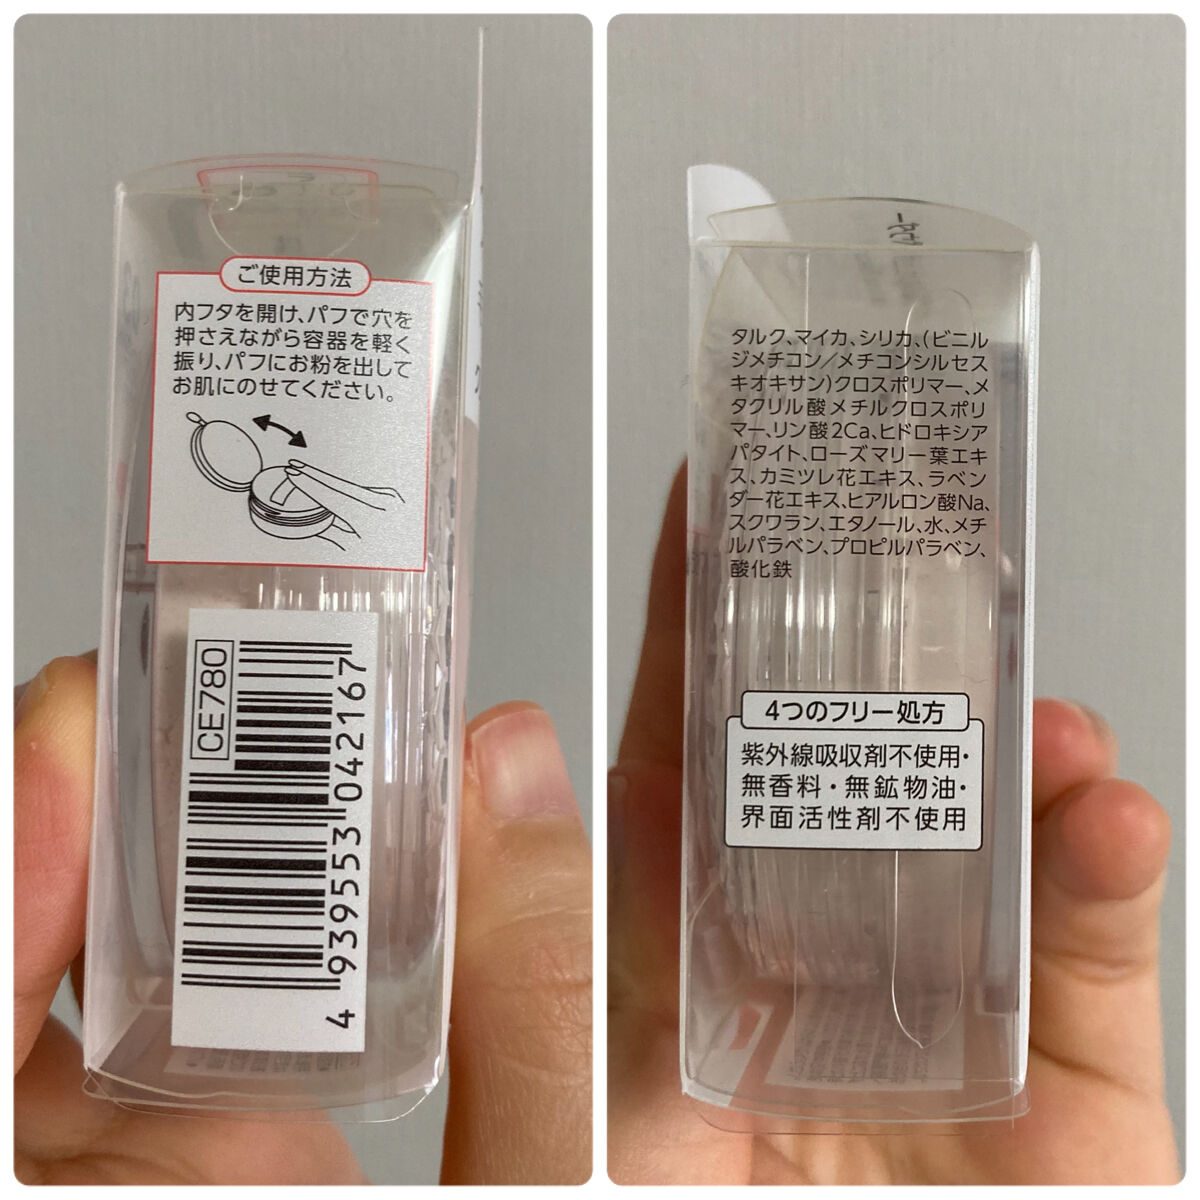 ご使用方法
内フタを開け、パフで穴を
押さえながら容器を軽く
振り、パフにお粉を出して
お肌にのせてください。
CE780
4 939553 042167
タルク、マイカ、シリカ、(ビニル
ジメチコン/メチコンシルセス
キオキサン)クロスポリマー、メ
タクリル酸メチルクロスポリ
マー、リン酸2Ca、ヒドロキシア
パタイト、ローズマリー葉エキ
ス、カミツレ花エキス、ラベン
ダー花エキス、ヒアルロン酸Na、
スクワラン、エタノール、水、メチ
ルパラベン、プロピルパラベン、
酸化鉄
4つのフリー処方
紫外線吸収剤不使用・
無香料・無鉱物油・
界面活性剤不使用